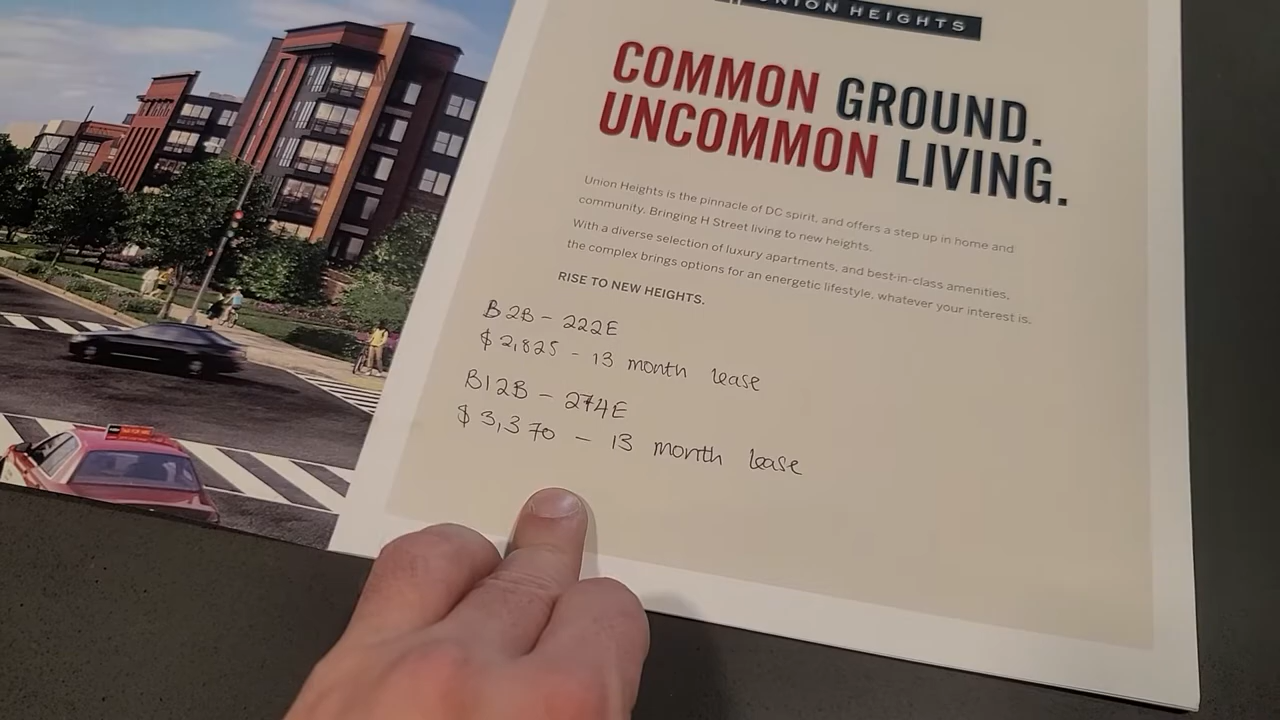 UNION HEIGHTS
COMMON GROUND.
UNCOMMON LIVING.
Union Heights is the pinnacle of DC spirit, and offers a step up in home and
community. Bringing H Street living to new heights.
With a diverse selection of luxury apartments, and best-in-class amenities,
the complex brings options for an energetic lifestyle, whatever your interest is.
RISE TO NEW HEIGHTS.
B2B - 222E
$2,825 - 13 month lease
B12B - 274E
$3,370 - 13 month lease